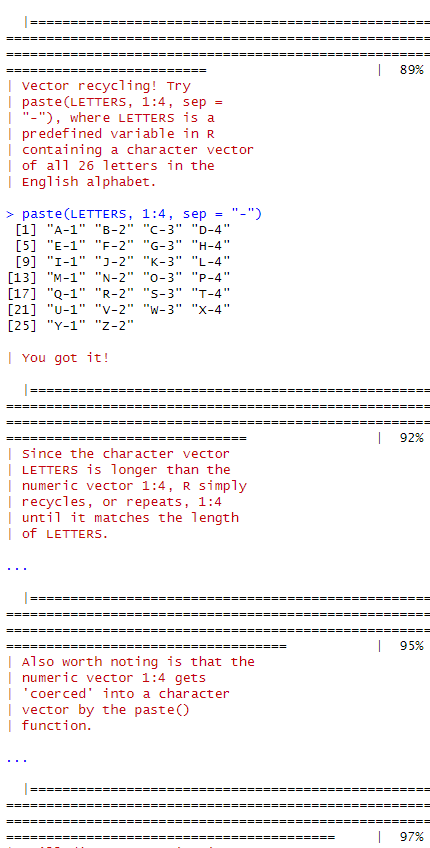 |=====================================================
=====================================================
=====================================================
=========================                     |  89%
| Vector recycling! Try
| paste(LETTERS, 1:4, sep =
| "-"), where LETTERS is a
| predefined variable in R
| containing a character vector
| of all 26 letters in the
| English alphabet.
> paste(LETTERS, 1:4, sep = "-")
 [1] "A-1" "B-2" "C-3" "D-4"
 [5] "E-1" "F-2" "G-3" "H-4"
 [9] "I-1" "J-2" "K-3" "L-4"
[13] "M-1" "N-2" "O-3" "P-4"
[17] "Q-1" "R-2" "S-3" "T-4"
[21] "U-1" "V-2" "W-3" "X-4"
[25] "Y-1" "Z-2"
| You got it!
  |=====================================================
=====================================================
=====================================================
==============================                |  92%
| Since the character vector
| LETTERS is longer than the
| numeric vector 1:4, R simply
| recycles, or repeats, 1:4
| until it matches the length
| of LETTERS.
...
  |=====================================================
=====================================================
=====================================================
===================================           |  95%
| Also worth noting is that the
| numeric vector 1:4 gets
| 'coerced' into a character
| vector by the paste()
| function.
...
  |=====================================================
=====================================================
=====================================================
=========================================     |  97%